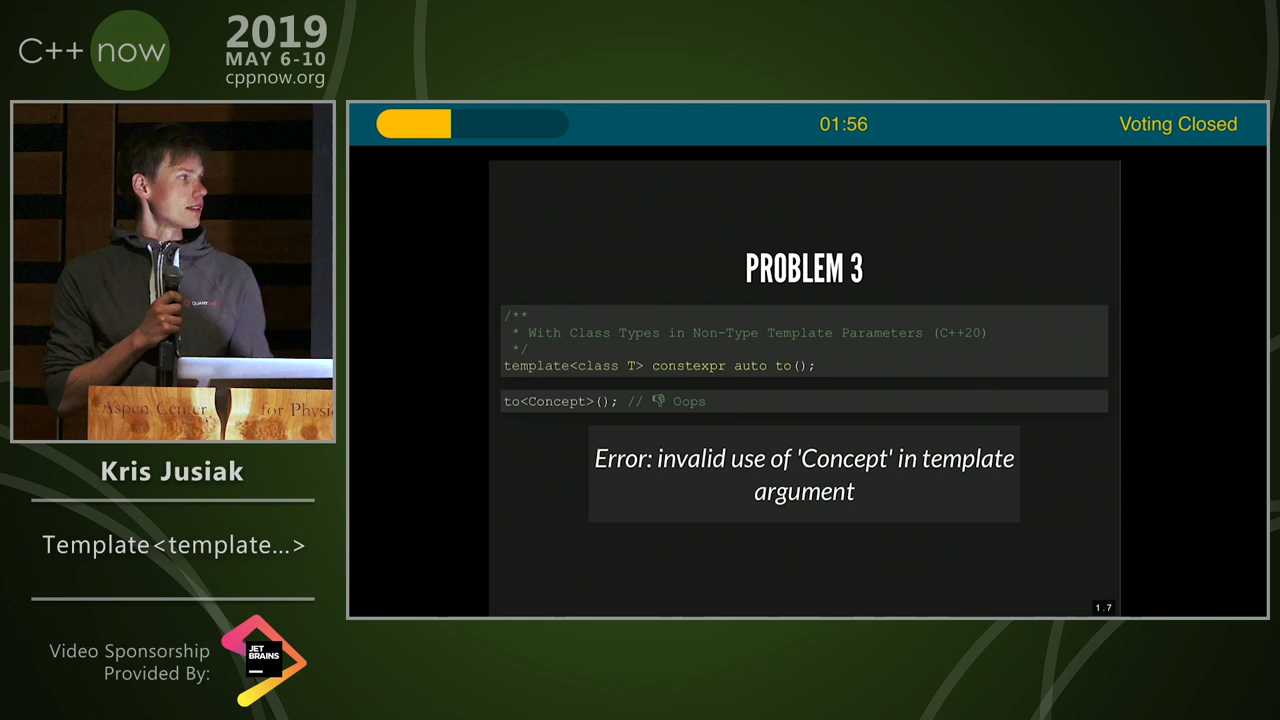 C++ now
2019
MAY 6-10
cppnow.org
01:56
Voting Closed
PROBLEM 3
/**
* With Class Types in Non-Type Template Parameters (C++20)
*/
template<class T> constexpr auto to();
to<Concept>(); // 👎 Oops
Error: invalid use of 'Concept' in template
argument
1.7
QUANT
Aspen Center for Physi
Kris Jusiak
Template<template...>
Video Sponsorship
Provided By:
JET
BRAINS